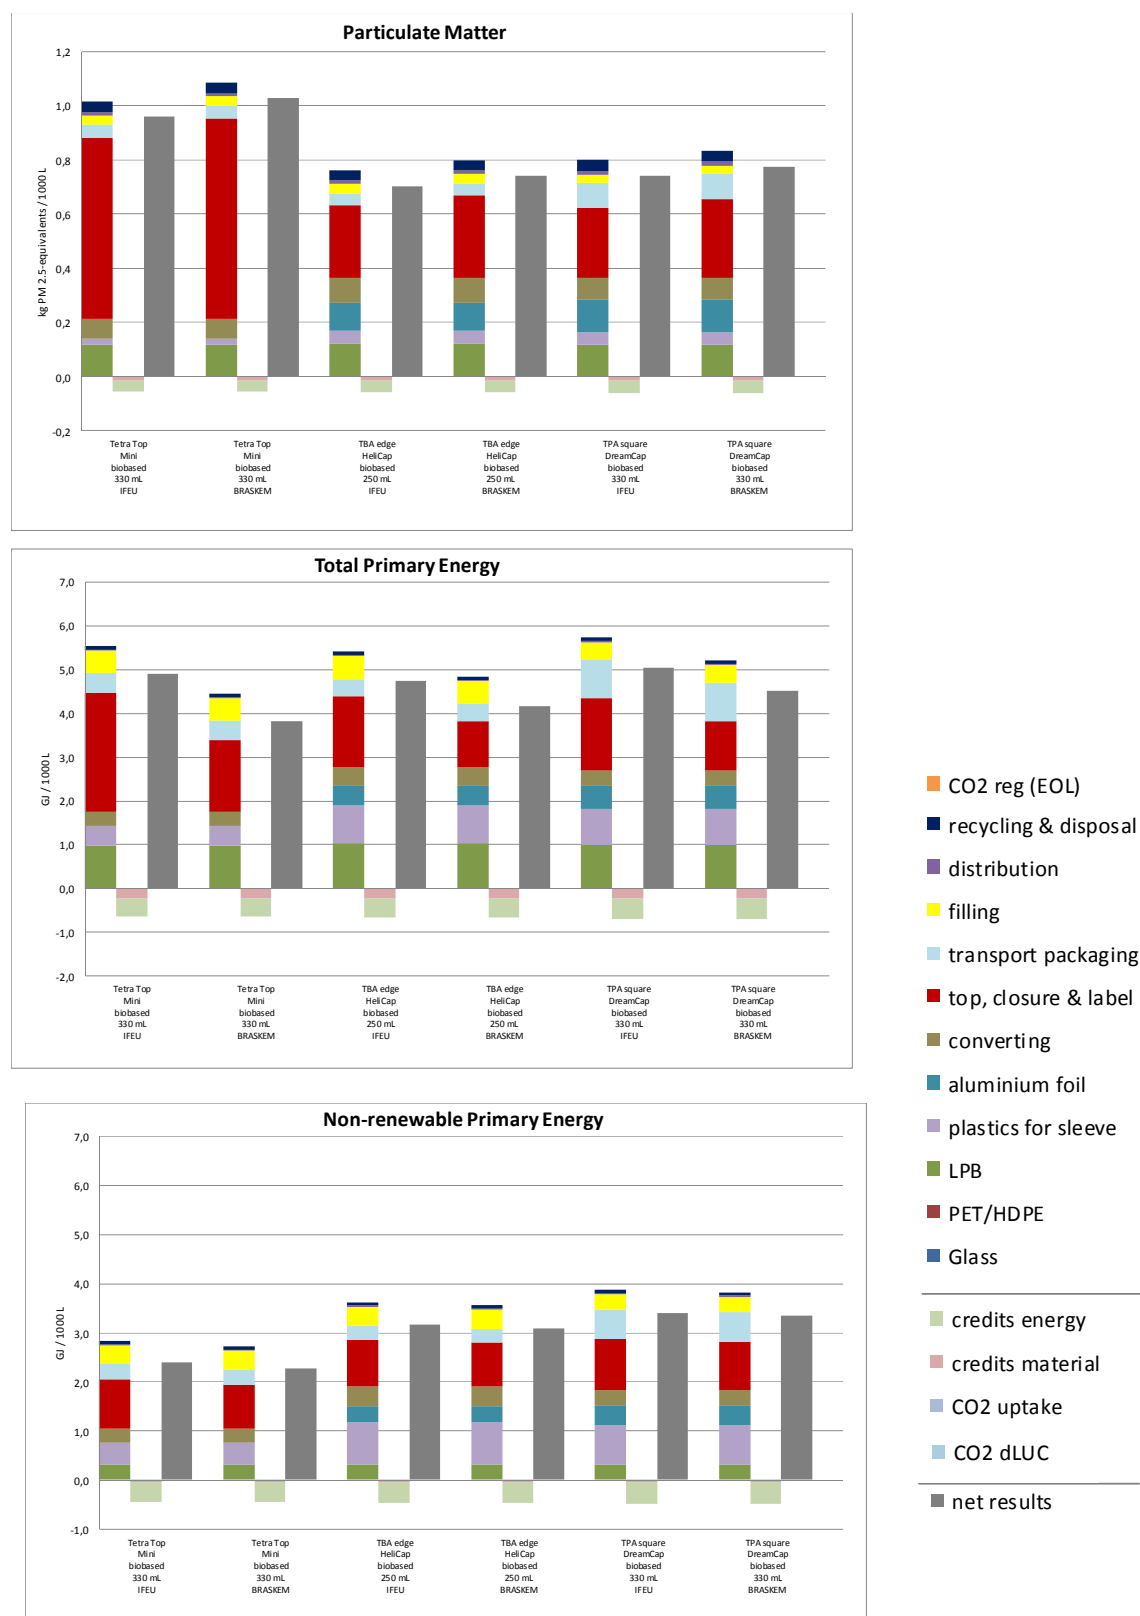 Particulate Matter
1,2
1,0
0,8
0,6
0,4
0,2
0,0
-0,2
kg PM 2.5-equivalents / 1000 L
Tetra Top
Mini
biobased
330 mL
IFEU
Tetra Top
Mini
biobased
330 mL
BRASKEM
TBA edge
HeliCap
biobased
250 mL
IFEU
TBA edge
HeliCap
biobased
250 mL
BRASKEM
TPA square
DreamCap
biobased
330 mL
IFEU
TPA square
DreamCap
biobased
330 mL
BRASKEM
Total Primary Energy
7,0
6,0
5,0
4,0
3,0
2,0
1,0
0,0
-1,0
-2,0
GJ / 1000 L
Tetra Top
Mini
biobased
330 mL
IFEU
Tetra Top
Mini
biobased
330 mL
BRASKEM
TBA edge
HeliCap
biobased
250 mL
IFEU
TBA edge
HeliCap
biobased
250 mL
BRASKEM
TPA square
DreamCap
biobased
330 mL
IFEU
TPA square
DreamCap
biobased
330 mL
BRASKEM
Non-renewable Primary Energy
7,0
6,0
5,0
4,0
3,0
2,0
1,0
0,0
-1,0
GJ / 1000 L
Tetra Top
Mini
biobased
330 mL
IFEU
Tetra Top
Mini
biobased
330 mL
BRASKEM
TBA edge
HeliCap
biobased
250 mL
IFEU
TBA edge
HeliCap
biobased
250 mL
BRASKEM
TPA square
DreamCap
biobased
330 mL
IFEU
TPA square
DreamCap
biobased
330 mL
BRASKEM
CO2 reg (EOL)
recycling & disposal
distribution
filling
transport packaging
top, closure & label
converting
aluminium foil
plastics for sleeve
LPB
PET/HDPE
Glass
credits energy
credits material
CO2 uptake
CO2 dLUC
net results